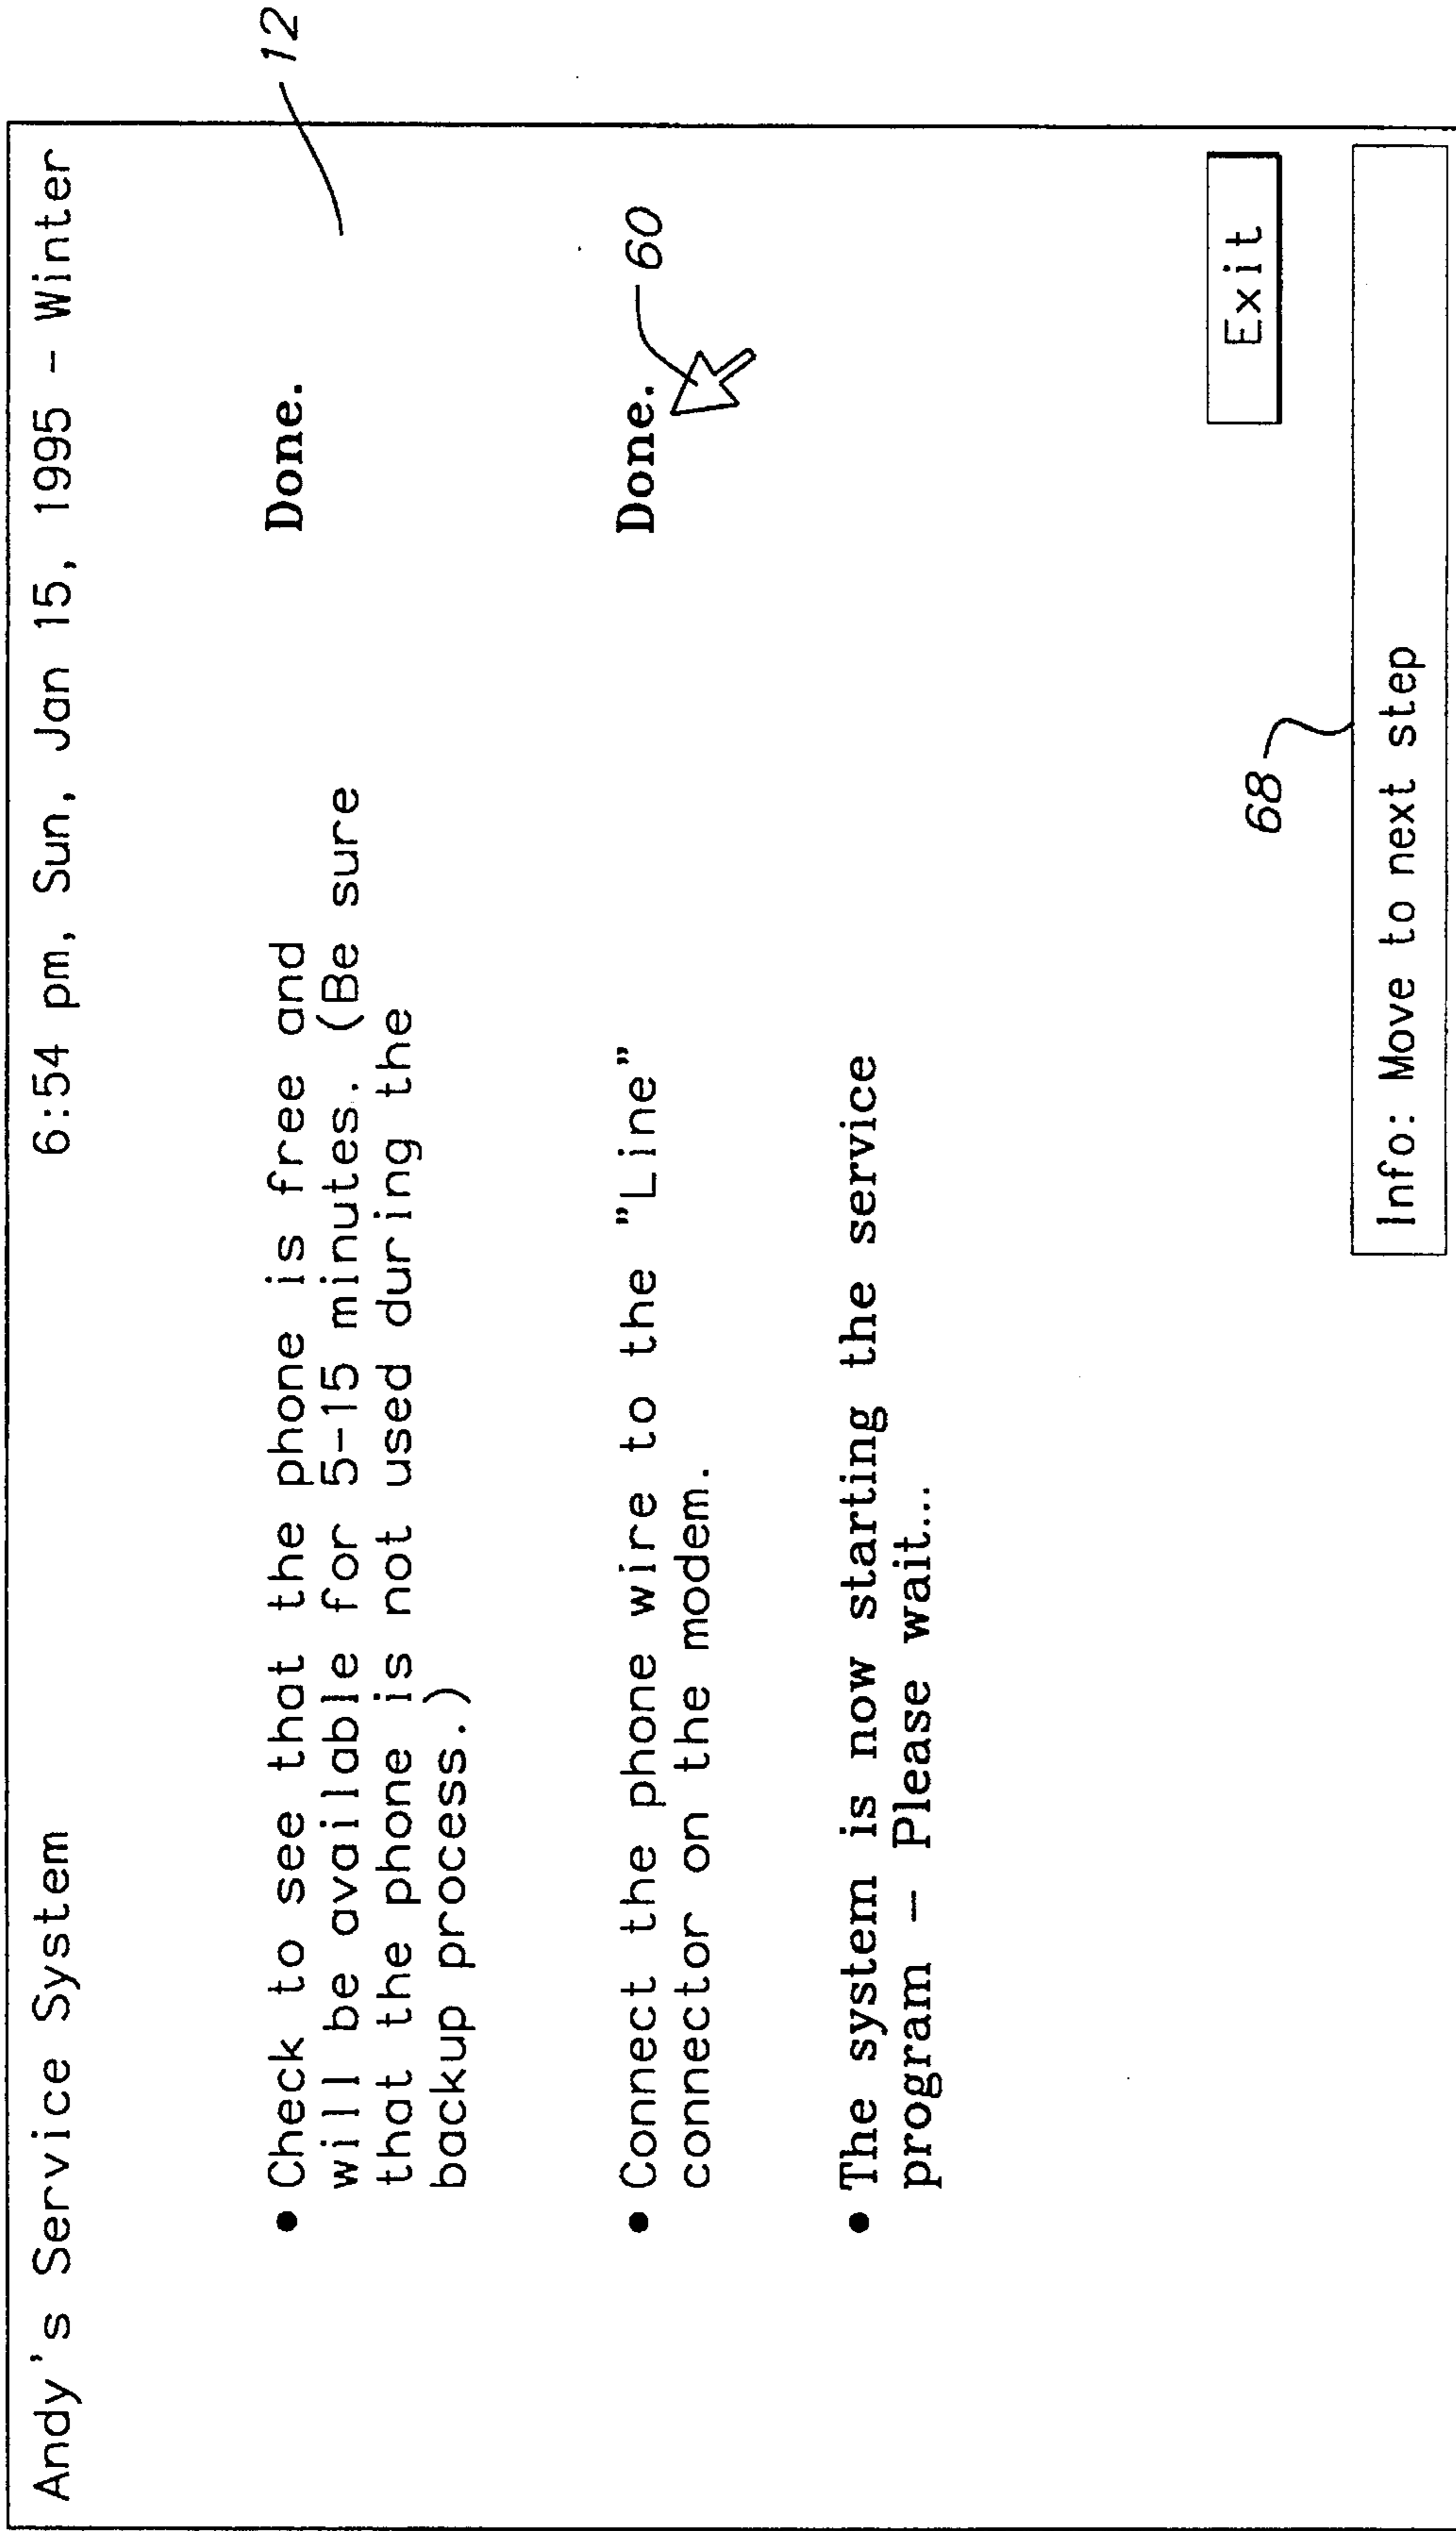 Andy's Service System 6:54 pm, Sun, Jan 15, 1995 - Winter
12
• Check to see that the phone is free and Done.
will be available for 5-15 minutes. (Be sure
that the phone is not used during the
backup process.)
60
• Connect the phone wire to the "Line" Done.
connector on the modem.
• The system is now starting the service
program - Please wait...
Exit
68
Info: Move to next step